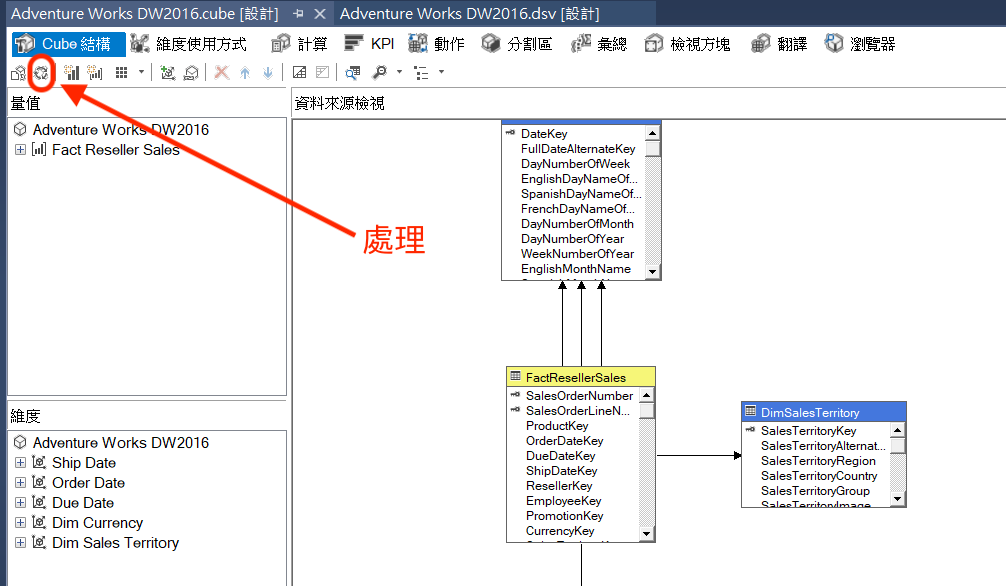 Adventure Works DW2016.cube [設計]
Adventure Works DW2016.dsv [設計]
Cube 結構
維度使用方式
計算
KPI
動作
分割區
彙總
檢視方塊
翻譯
瀏覽器
量值
Adventure Works DW2016
Fact Reseller Sales
維度
Adventure Works DW2016
Ship Date
Order Date
Due Date
Dim Currency
Dim Sales Territory
資料來源檢視
DateKey
FullDateAlternateKey
DayNumberOfWeek
EnglishDayNameOf...
SpanishDayNameOf...
FrenchDayNameOf...
DayNumberOfMonth
DayNumberOfYear
WeekNumberOfYear
EnglishMonthName
處理
FactResellerSales
SalesOrderNumber
SalesOrderLineN...
ProductKey
OrderDateKey
DueDateKey
ShipDateKey
ResellerKey
EmployeeKey
PromotionKey
CurrencyKey
DimSalesTerritory
SalesTerritoryKey
SalesTerritoryAlternat...
SalesTerritoryRegion
SalesTerritoryCountry
SalesTerritoryGroup
SalesTerritoryImage